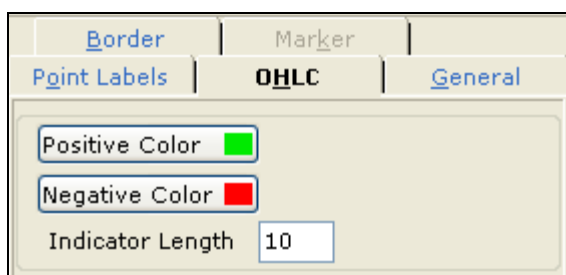 Border Marker
Point Labels OHLC General
Positive Color
Negative Color
Indicator Length 10